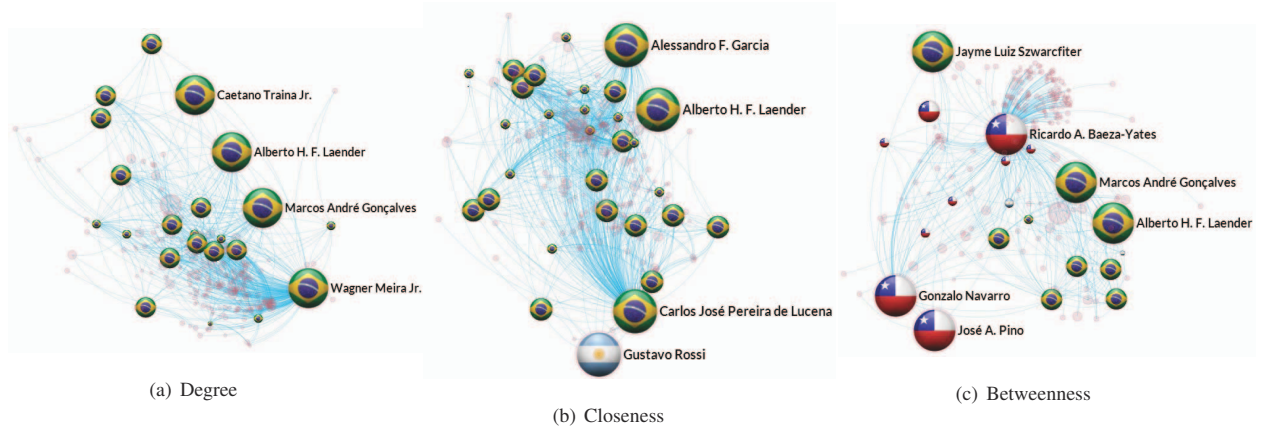 Caetano Traina Jr.
Alberto H. F. Laender
Marcos André Gonçalves
Wagner Meira Jr.
(a) Degree
Alessandro F. Garcia
Alberto H. F. Laender
Carlos José Pereira de Lucena
Gustavo Rossi
(b) Closeness
Jayme Luiz Szwarcfiter
Ricardo A. Baeza-Yates
Marcos André Gonçalves
Alberto H. F. Laender
Gonzalo Navarro
José A. Pino
(c) Betweenness